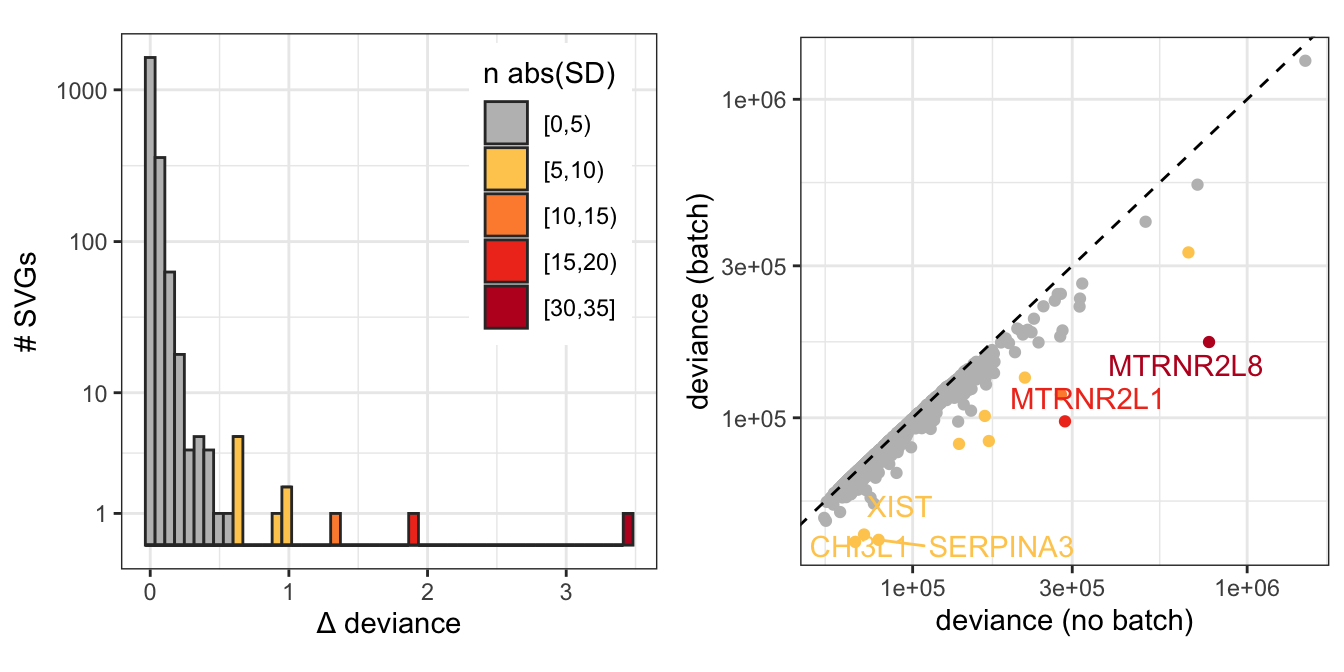 n abs(SD)
[0,5)
[5,10)
[10,15)
[15,20)
[30,35]
1000
100
10
1
# SVGs
0
1
2
3
Δ deviance
1e+06
3e+05
1e+05
deviance (batch)
MTRNR2L8
MTRNR2L1
XIST
CHI3L1
SERPINA3
1e+05
3e+05
1e+06
deviance (no batch)